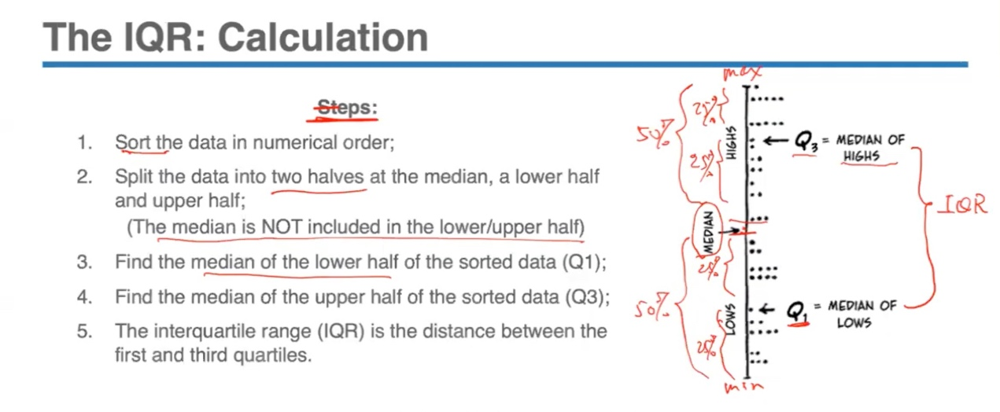 The IQR: Calculation
Steps:
1. Sort the data in numerical order;
2. Split the data into two halves at the median, a lower half
and upper half;
(The median is NOT included in the lower/upper half)
3. Find the median of the lower half of the sorted data (Q1);
4. Find the median of the upper half of the sorted data (Q3);
5. The interquartile range (IQR) is the distance between the
first and third quartiles.
max
50%
25%
HIGHS
25%
Q3 = MEDIAN OF
HIGHS
IQR
MEDIAN
25%
50%
LOWS
25%
Q1 = MEDIAN OF
LOWS
min